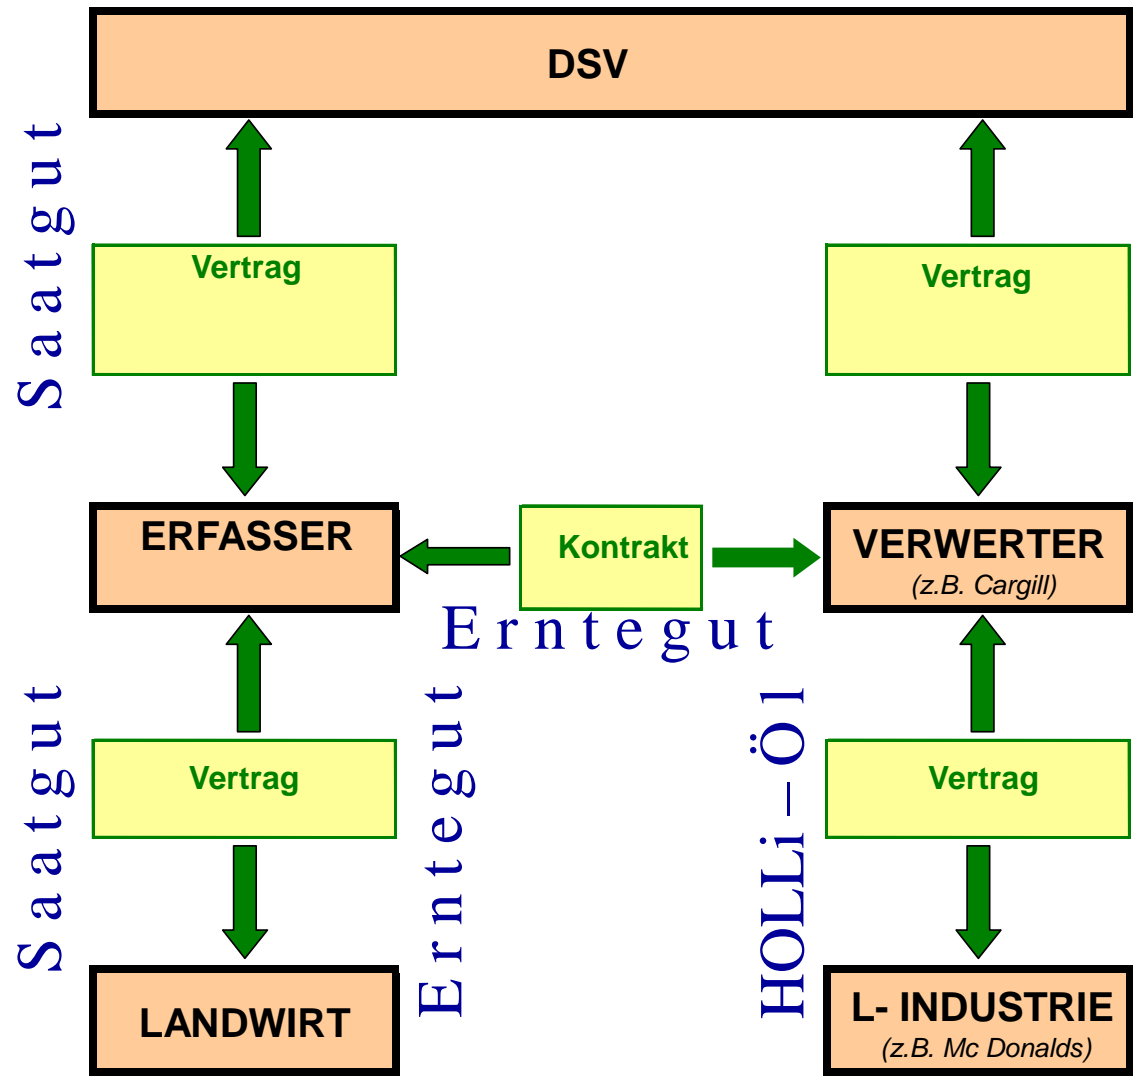 DSV
Saatgut
Vertrag
Vertrag
ERFASSER
Kontrakt
VERWERTER
(z.B. Cargill)
Erntegut
Saatgut
Vertrag
Erntegut
HOLLi – Öl
Vertrag
LANDWIRT
L- INDUSTRIE
(z.B. Mc Donalds)